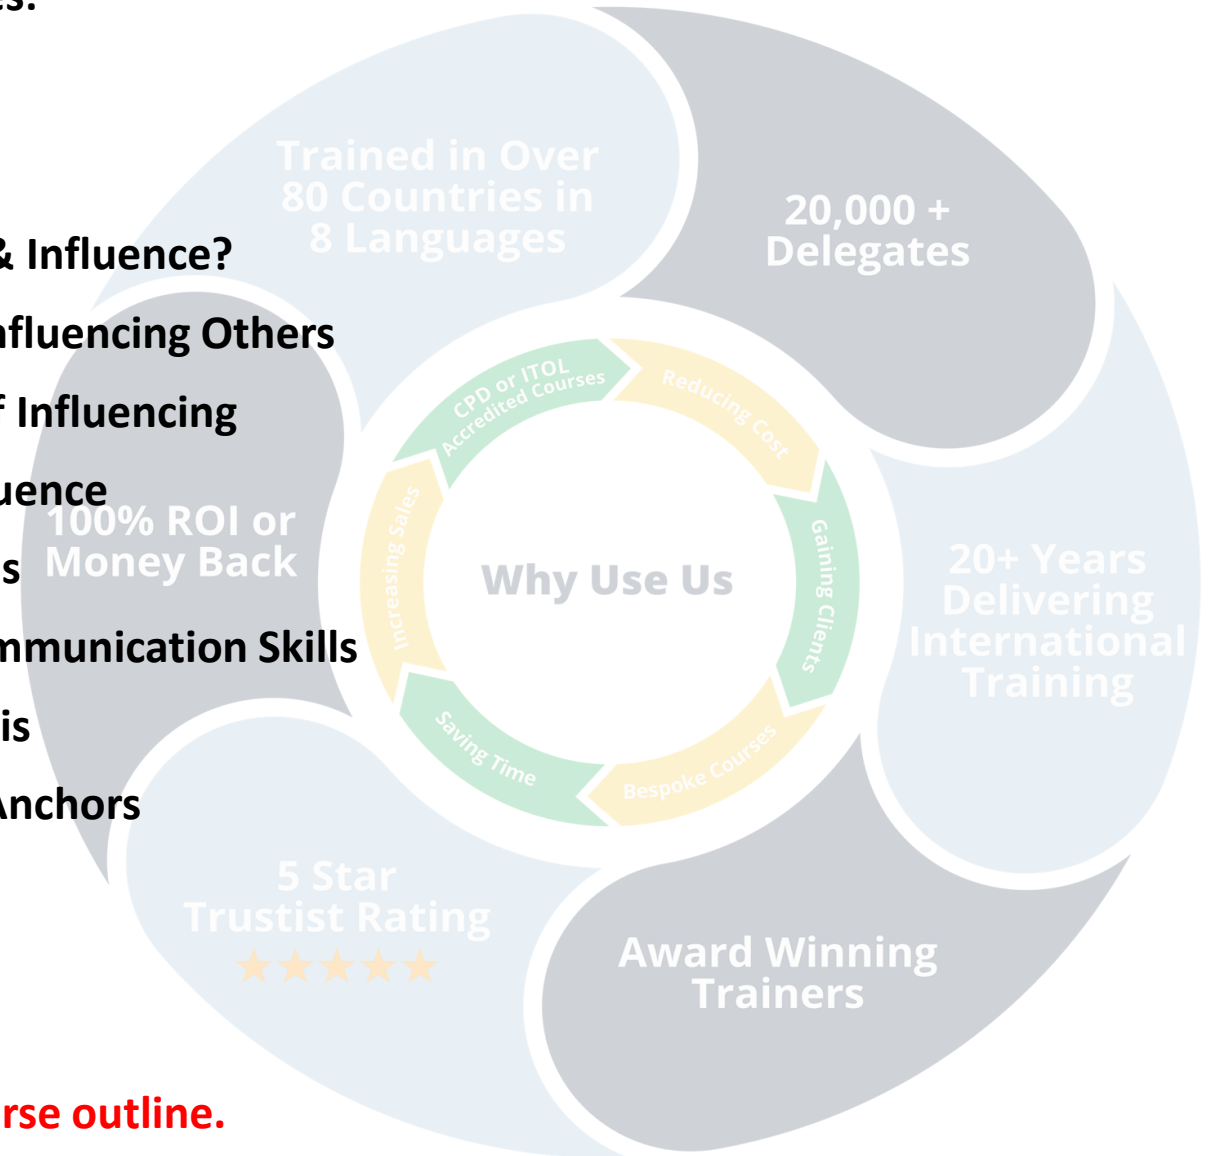 es:
& Influence?
nfluencing Others
f Influencing
uence
s
mmunication Skills
is
Anchors
rse outline.
Trained in Over
80 Countries in
8 Languages
20,000 +
Delegates
20+ Years
Delivering
International
Training
Award Winning
Trainers
5 Star
Trustist Rating
100% ROI or
Money Back
CPD or ITOL
Accredited Courses
Reducing Cost
Gaining Clients
Bespoke Courses
Saving Time
Increasing Sales
Why Use Us